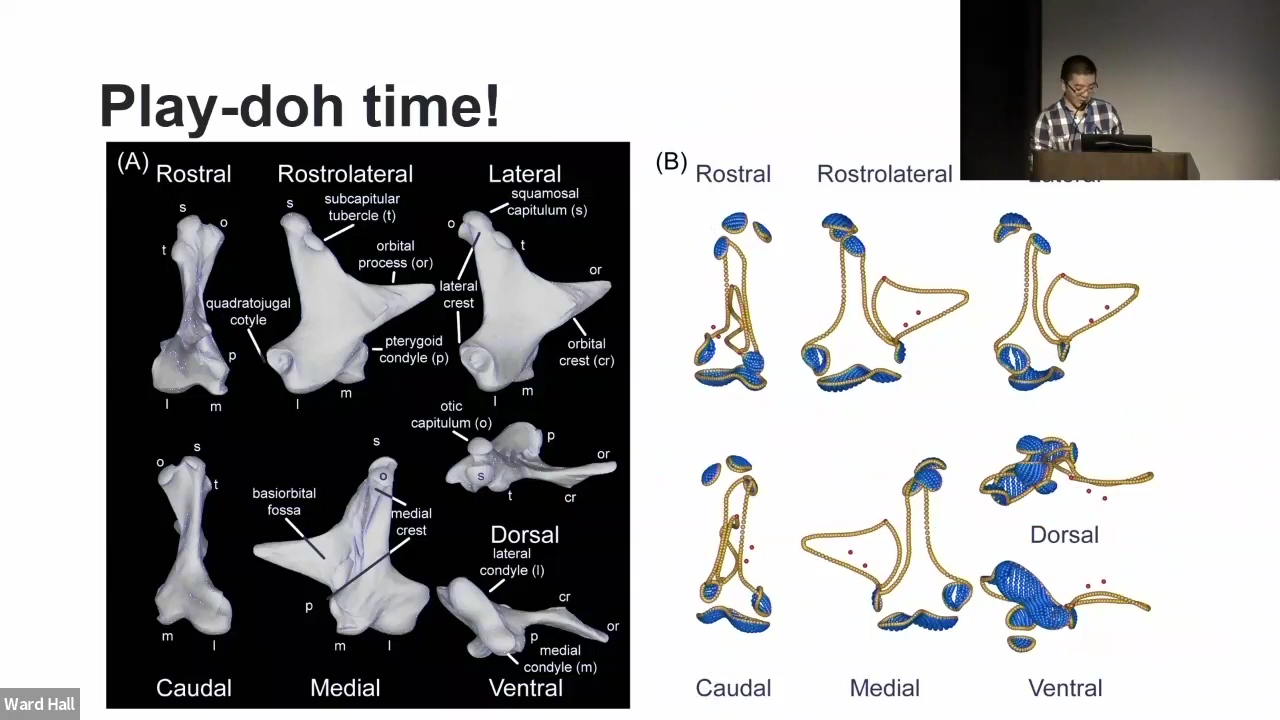 Play-doh time!
(A)
Rostral
Rostrolateral
Lateral
s
o
t
p
l
m
s
subcapitular
tubercle (t)
orbital
process (or)
quadratojugal
cotyle
pterygoid
condyle (p)
m
l
squamosal
capitulum (s)
o
t
or
lateral
crest
orbital
crest (cr)
m
l
otic
capitulum (o)
p
or
s
t
cr
Dorsal
o
s
t
m
l
s
o
basiorbital
fossa
medial
crest
p
m
l
lateral
condyle (l)
cr
or
p
medial
condyle (m)
Caudal
Medial
Ventral
(B)
Rostral
Rostrolateral
Dorsal
Caudal
Medial
Ventral
Ward Hall